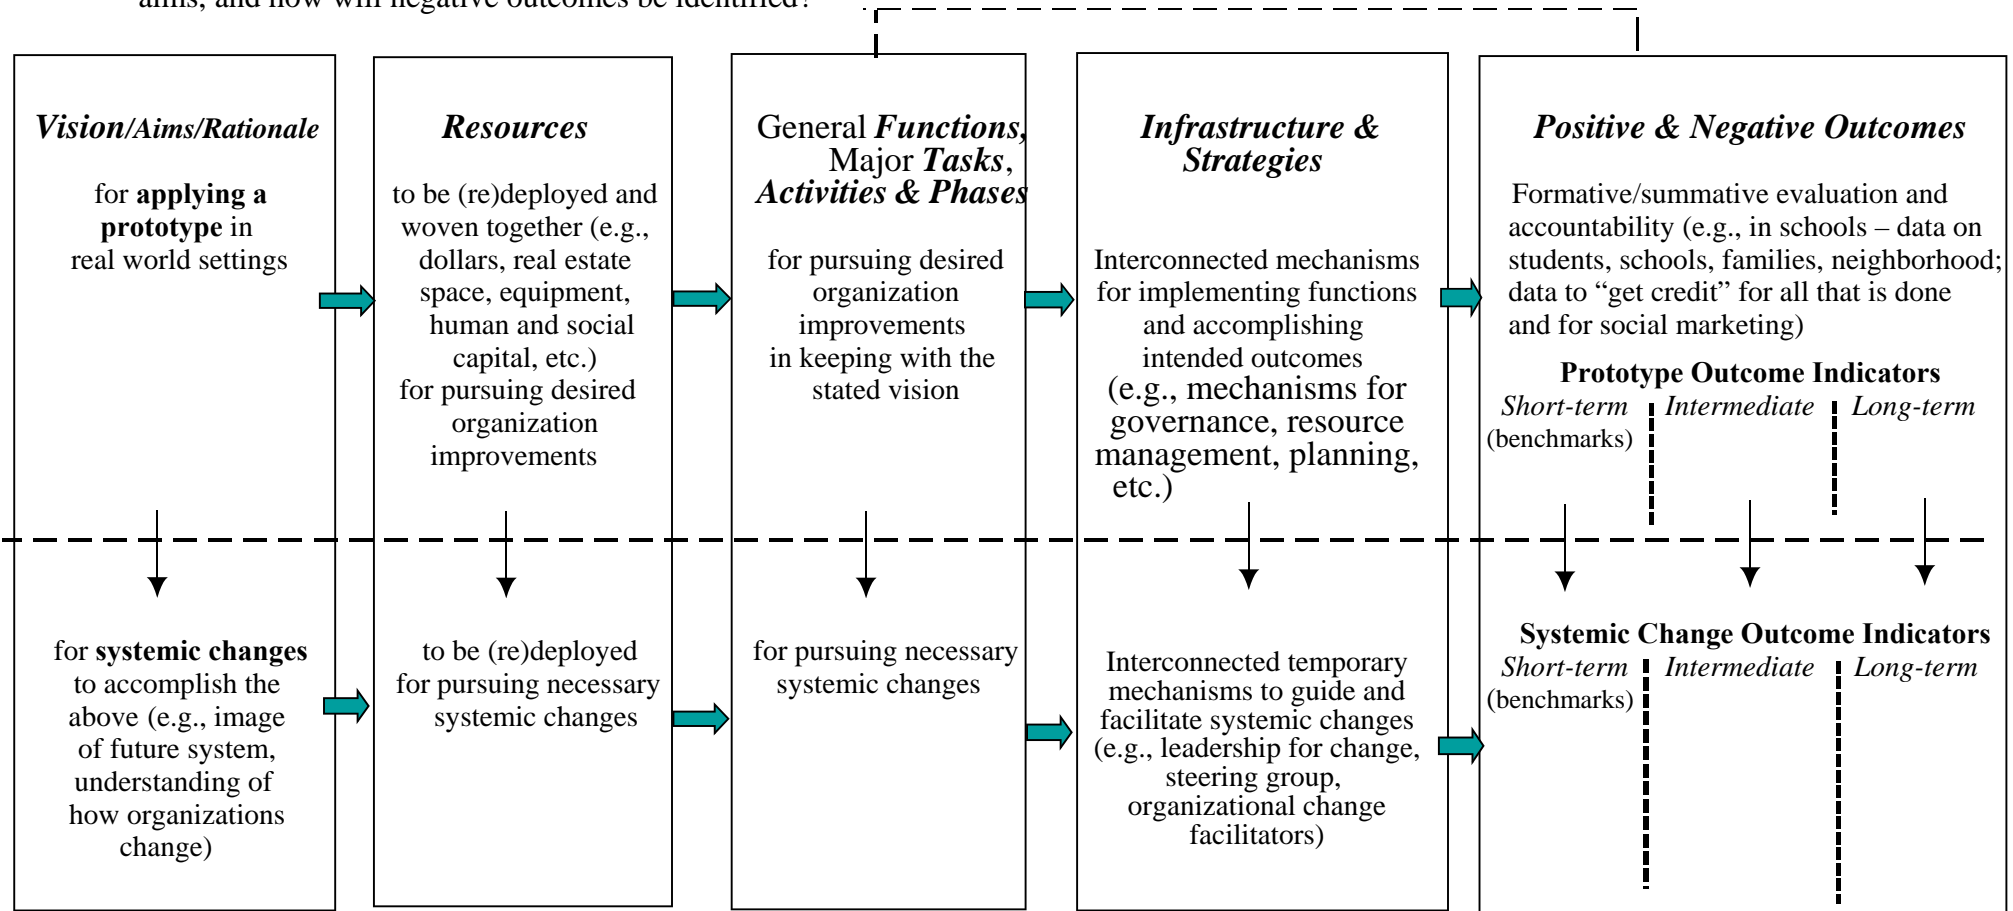 aims, and how will negative outcomes be identified?
Vision/Aims/Rationale
for applying a
prototype in
real world settings
for systemic changes
to accomplish the
above (e.g., image
of future system,
understanding of
how organizations
change)
Resources
to be (re)deployed and
woven together (e.g.,
dollars, real estate
space, equipment,
human and social
capital, etc.)
for pursuing desired
organization
improvements
to be (re)deployed
for pursuing necessary
systemic changes
General Functions,
Major Tasks,
Activities & Phases
for pursuing desired
organization
improvements
in keeping with the
stated vision
for pursuing necessary
systemic changes
Infrastructure &
Strategies
Interconnected mechanisms
for implementing functions
and accomplishing
intended outcomes
(e.g., mechanisms for
governance, resource
management, planning,
etc.)
Interconnected temporary
mechanisms to guide and
facilitate systemic changes
(e.g., leadership for change,
steering group,
organizational change
facilitators)
Positive & Negative Outcomes
Formative/summative evaluation and
accountability (e.g., in schools – data on
students, schools, families, neighborhood;
data to “get credit” for all that is done
and for social marketing)
Prototype Outcome Indicators
Short-term Intermediate Long-term
(benchmarks)
Systemic Change Outcome Indicators
Short-term Intermediate Long-term
(benchmarks)